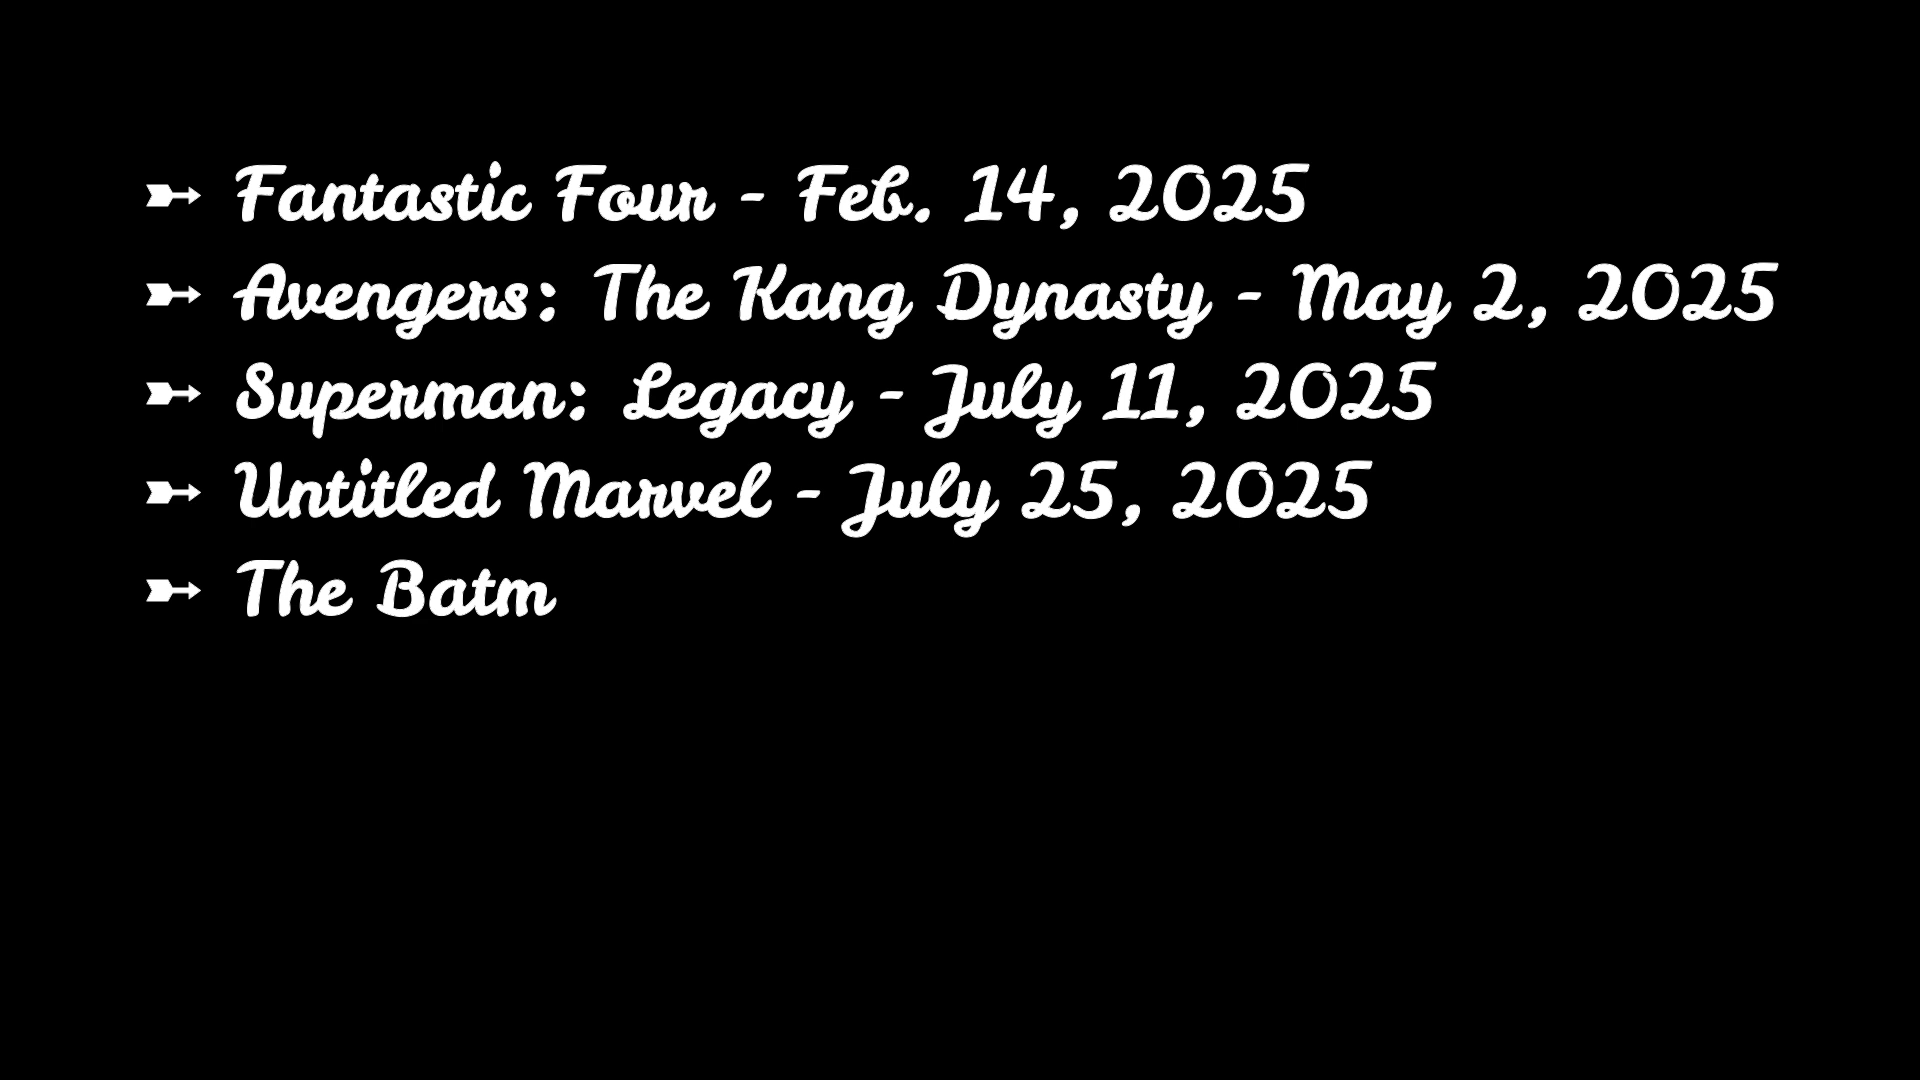 ➼ Fantastic Four - Feb. 14, 2025
➼ Avengers: The Kang Dynasty - May 2, 2025
➼ Superman: Legacy - July 11, 2025
➼ Untitled Marvel - July 25, 2025
➼ The Batm